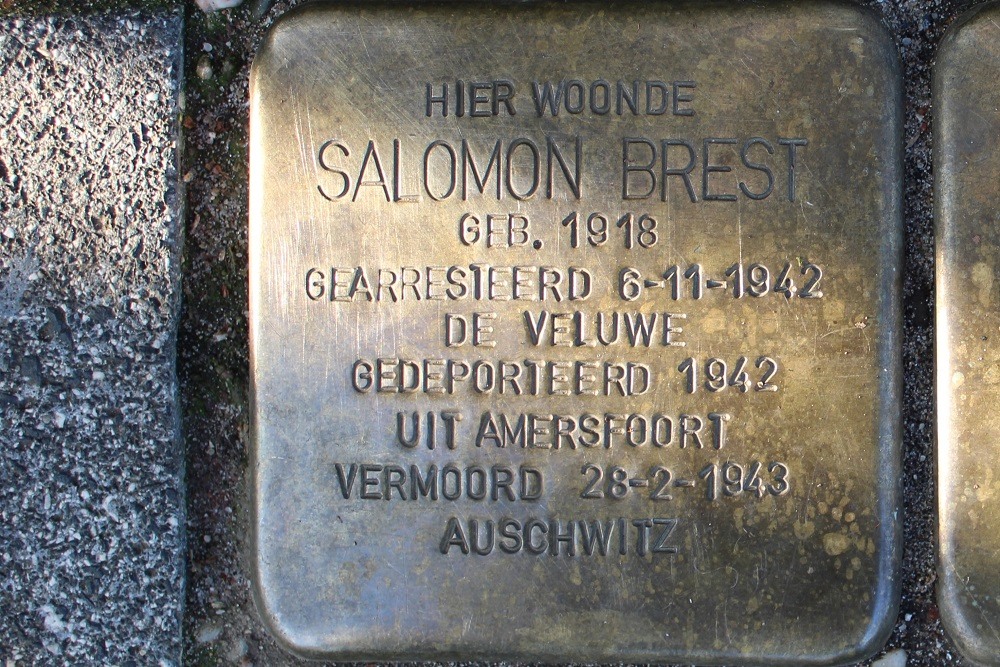 HIER WOONDE
SALOMON BREST
GEB. 1918
GEARRESTEERD 6-11-1942
DE VELUWE
GEDEPORTEERD 1942
UIT AMERSFOORT
VERMOORD 28-2-1943
AUSCHWITZ